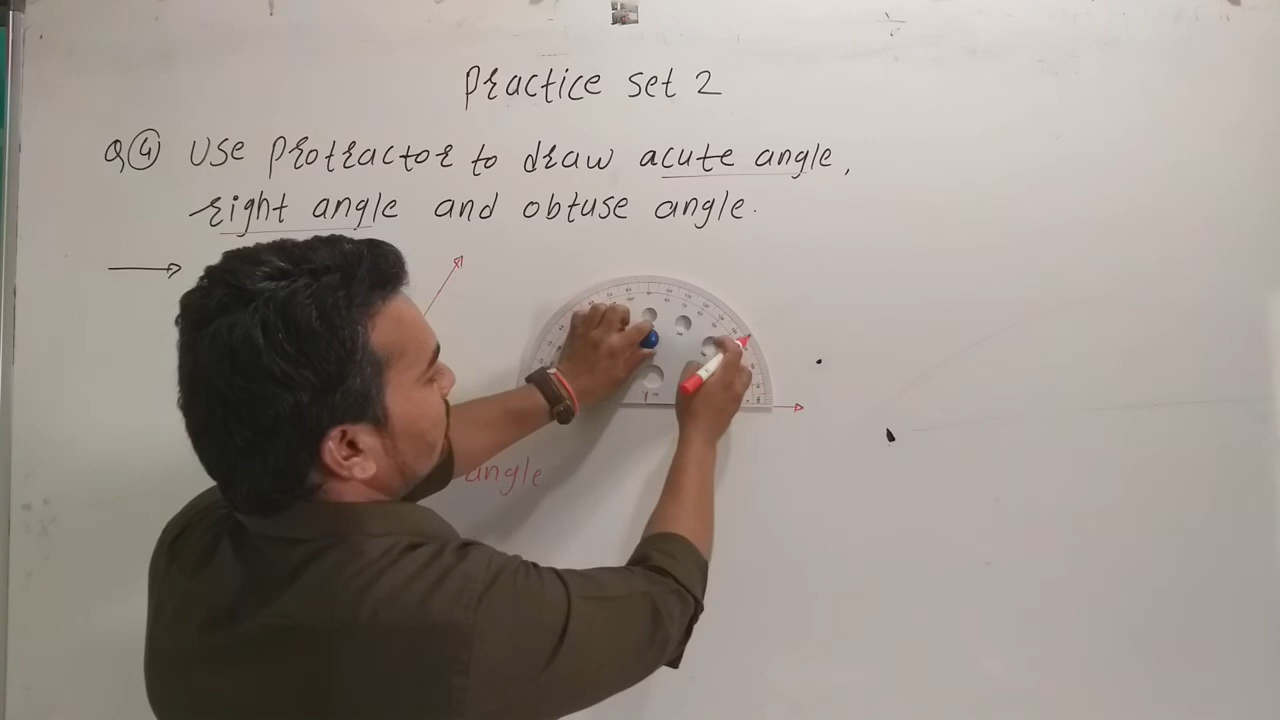 Practice set 2
Q④ Use protractor to draw acute angle,
right angle and obtuse angle.
angle